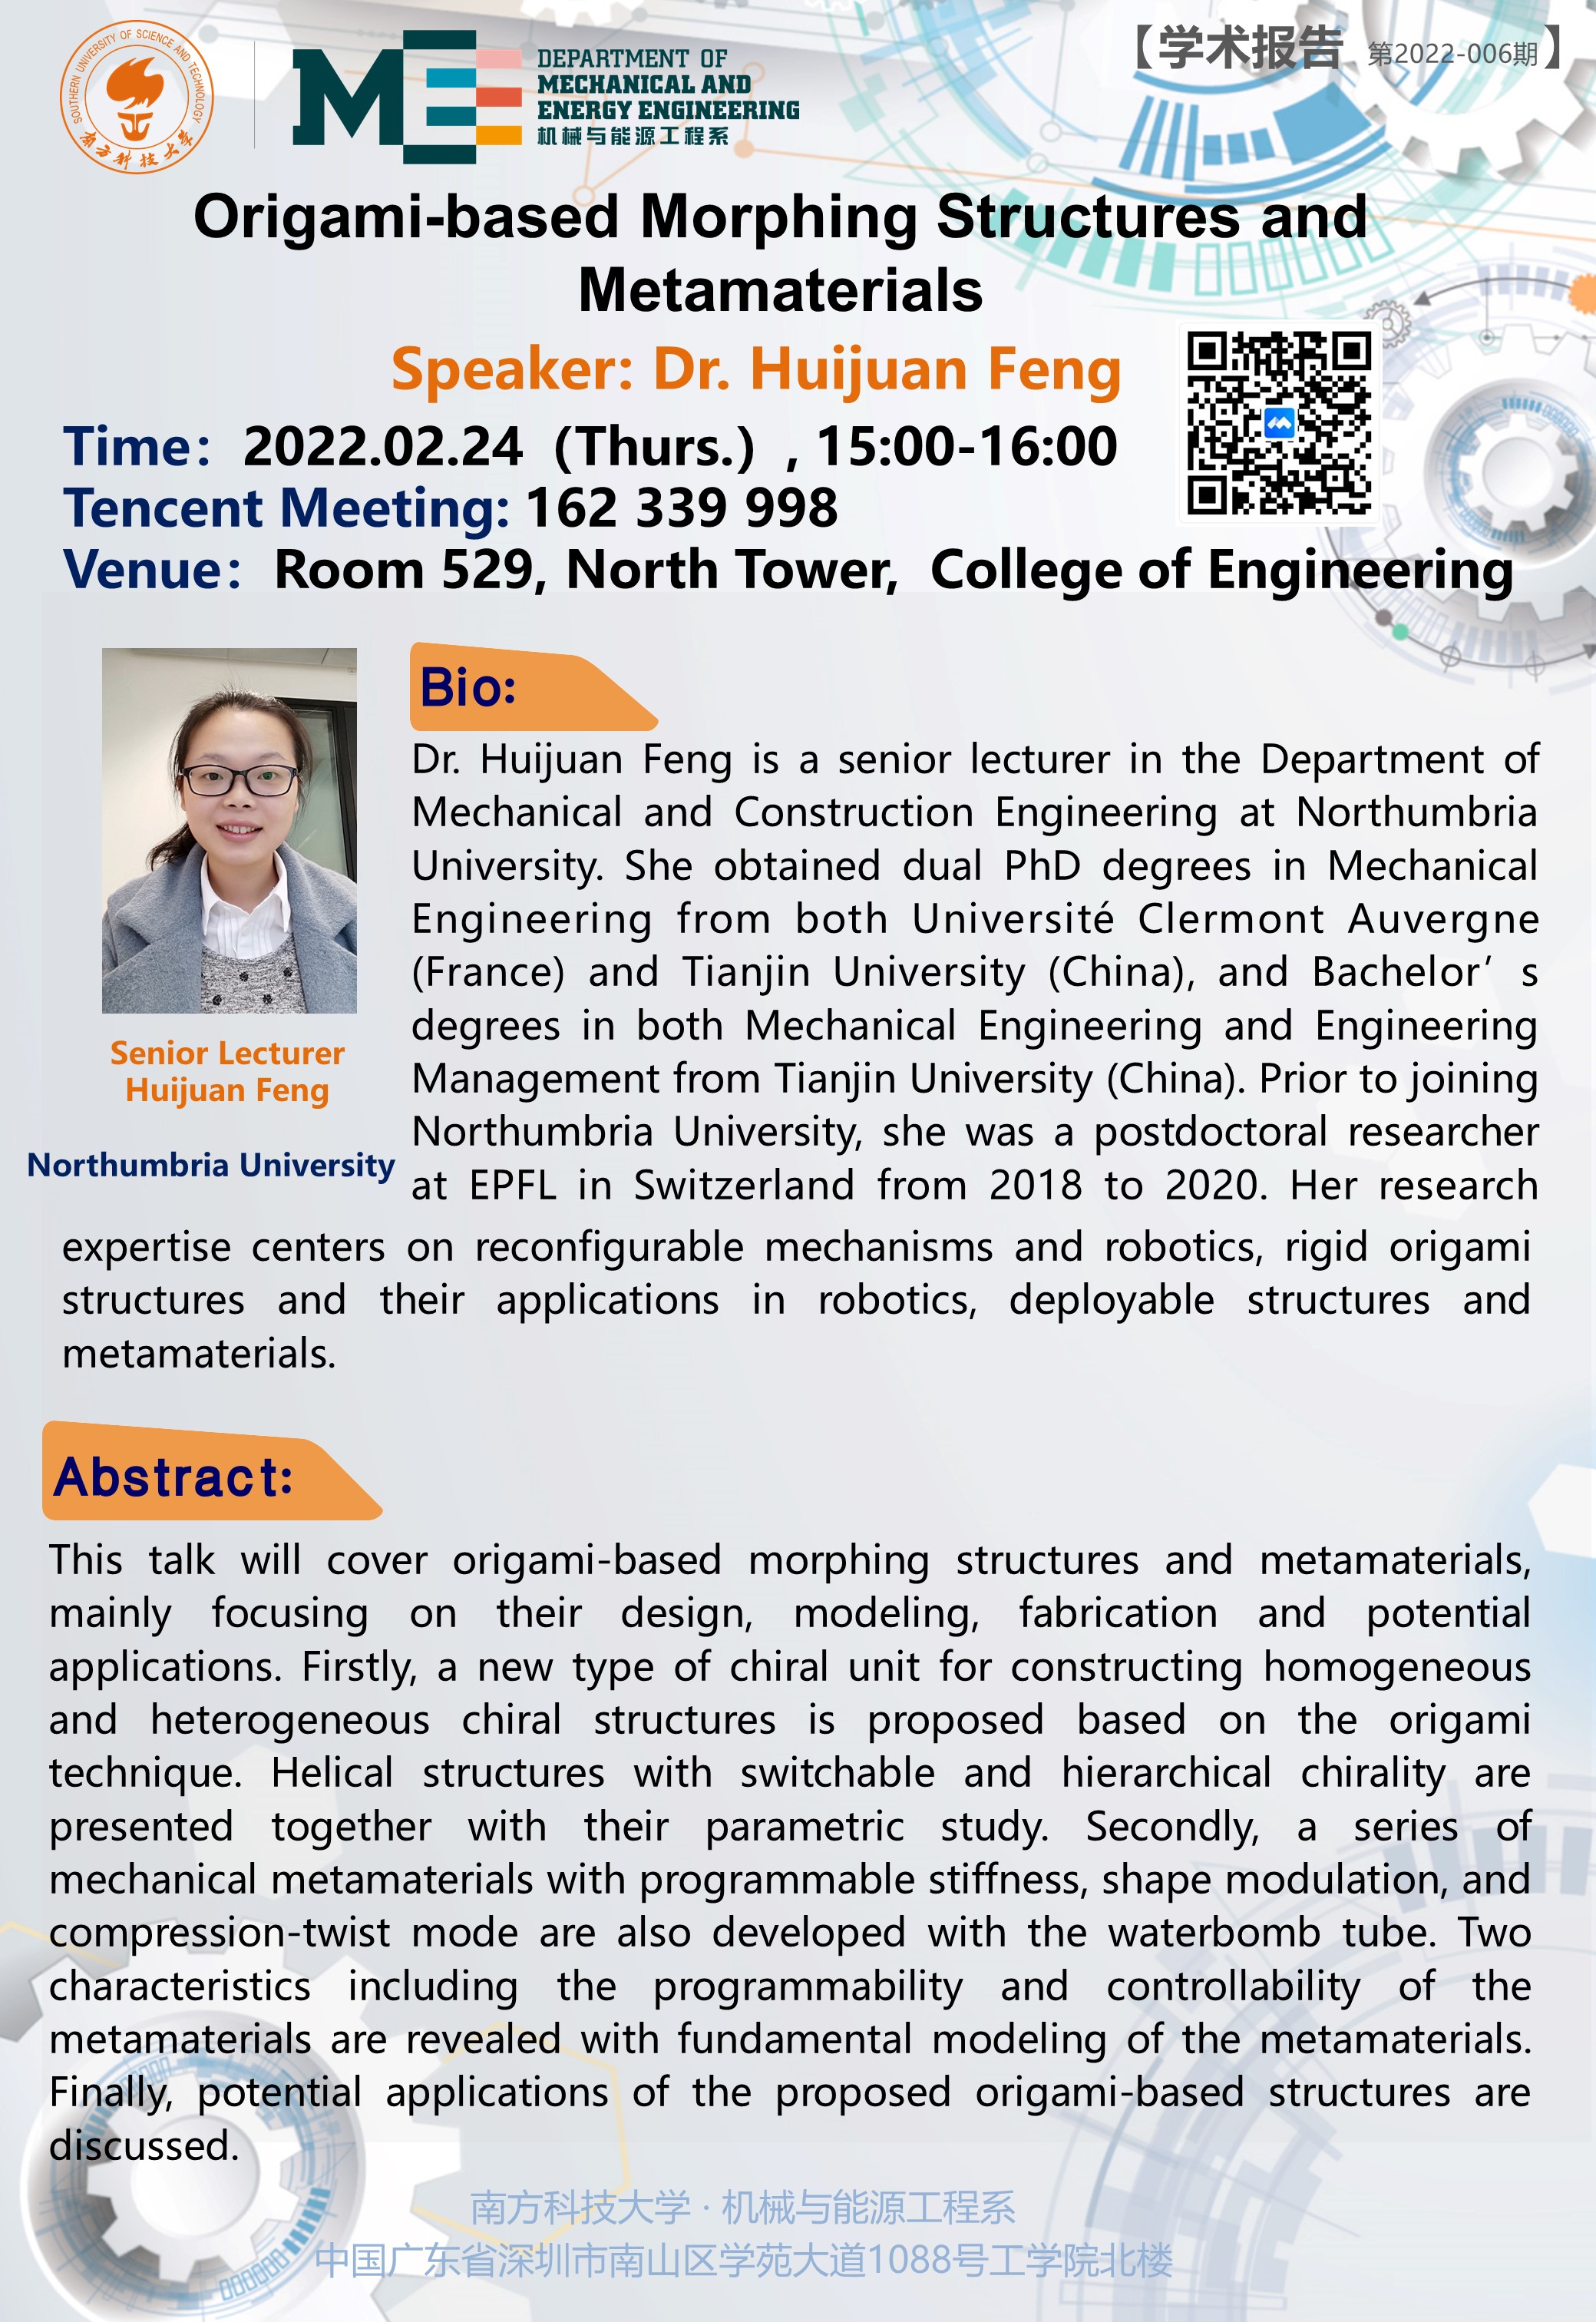 SOUTHERN UNIVERSITY OF SCIENCE AND TECHNOLOGY
南方科技大学
DEPARTMENT OF
MECHANICAL AND
ENERGY ENGINEERING
机械与能源工程系
【学术报告 第2022-006期】
Origami-based Morphing Structures and
Metamaterials
Speaker: Dr. Huijuan Feng
Time：2022.02.24（Thurs.）, 15:00-16:00
Tencent Meeting: 162 339 998
Venue：Room 529, North Tower, College of Engineering
Senior Lecturer
Huijuan Feng
Northumbria University
Bio:
Dr. Huijuan Feng is a senior lecturer in the Department of
Mechanical and Construction Engineering at Northumbria
University. She obtained dual PhD degrees in Mechanical
Engineering from both Université Clermont Auvergne
(France) and Tianjin University (China), and Bachelor’s
degrees in both Mechanical Engineering and Engineering
Management from Tianjin University (China). Prior to joining
Northumbria University, she was a postdoctoral researcher
at EPFL in Switzerland from 2018 to 2020. Her research
expertise centers on reconfigurable mechanisms and robotics, rigid origami
structures and their applications in robotics, deployable structures and
metamaterials.
Abstract:
This talk will cover origami-based morphing structures and metamaterials,
mainly focusing on their design, modeling, fabrication and potential
applications. Firstly, a new type of chiral unit for constructing homogeneous
and heterogeneous chiral structures is proposed based on the origami
technique. Helical structures with switchable and hierarchical chirality are
presented together with their parametric study. Secondly, a series of
mechanical metamaterials with programmable stiffness, shape modulation, and
compression-twist mode are also developed with the waterbomb tube. Two
characteristics including the programmability and controllability of the
metamaterials are revealed with fundamental modeling of the metamaterials.
Finally, potential applications of the proposed origami-based structures are
discussed.
南方科技大学 · 机械与能源工程系
中国广东省深圳市南山区学苑大道1088号工学院北楼